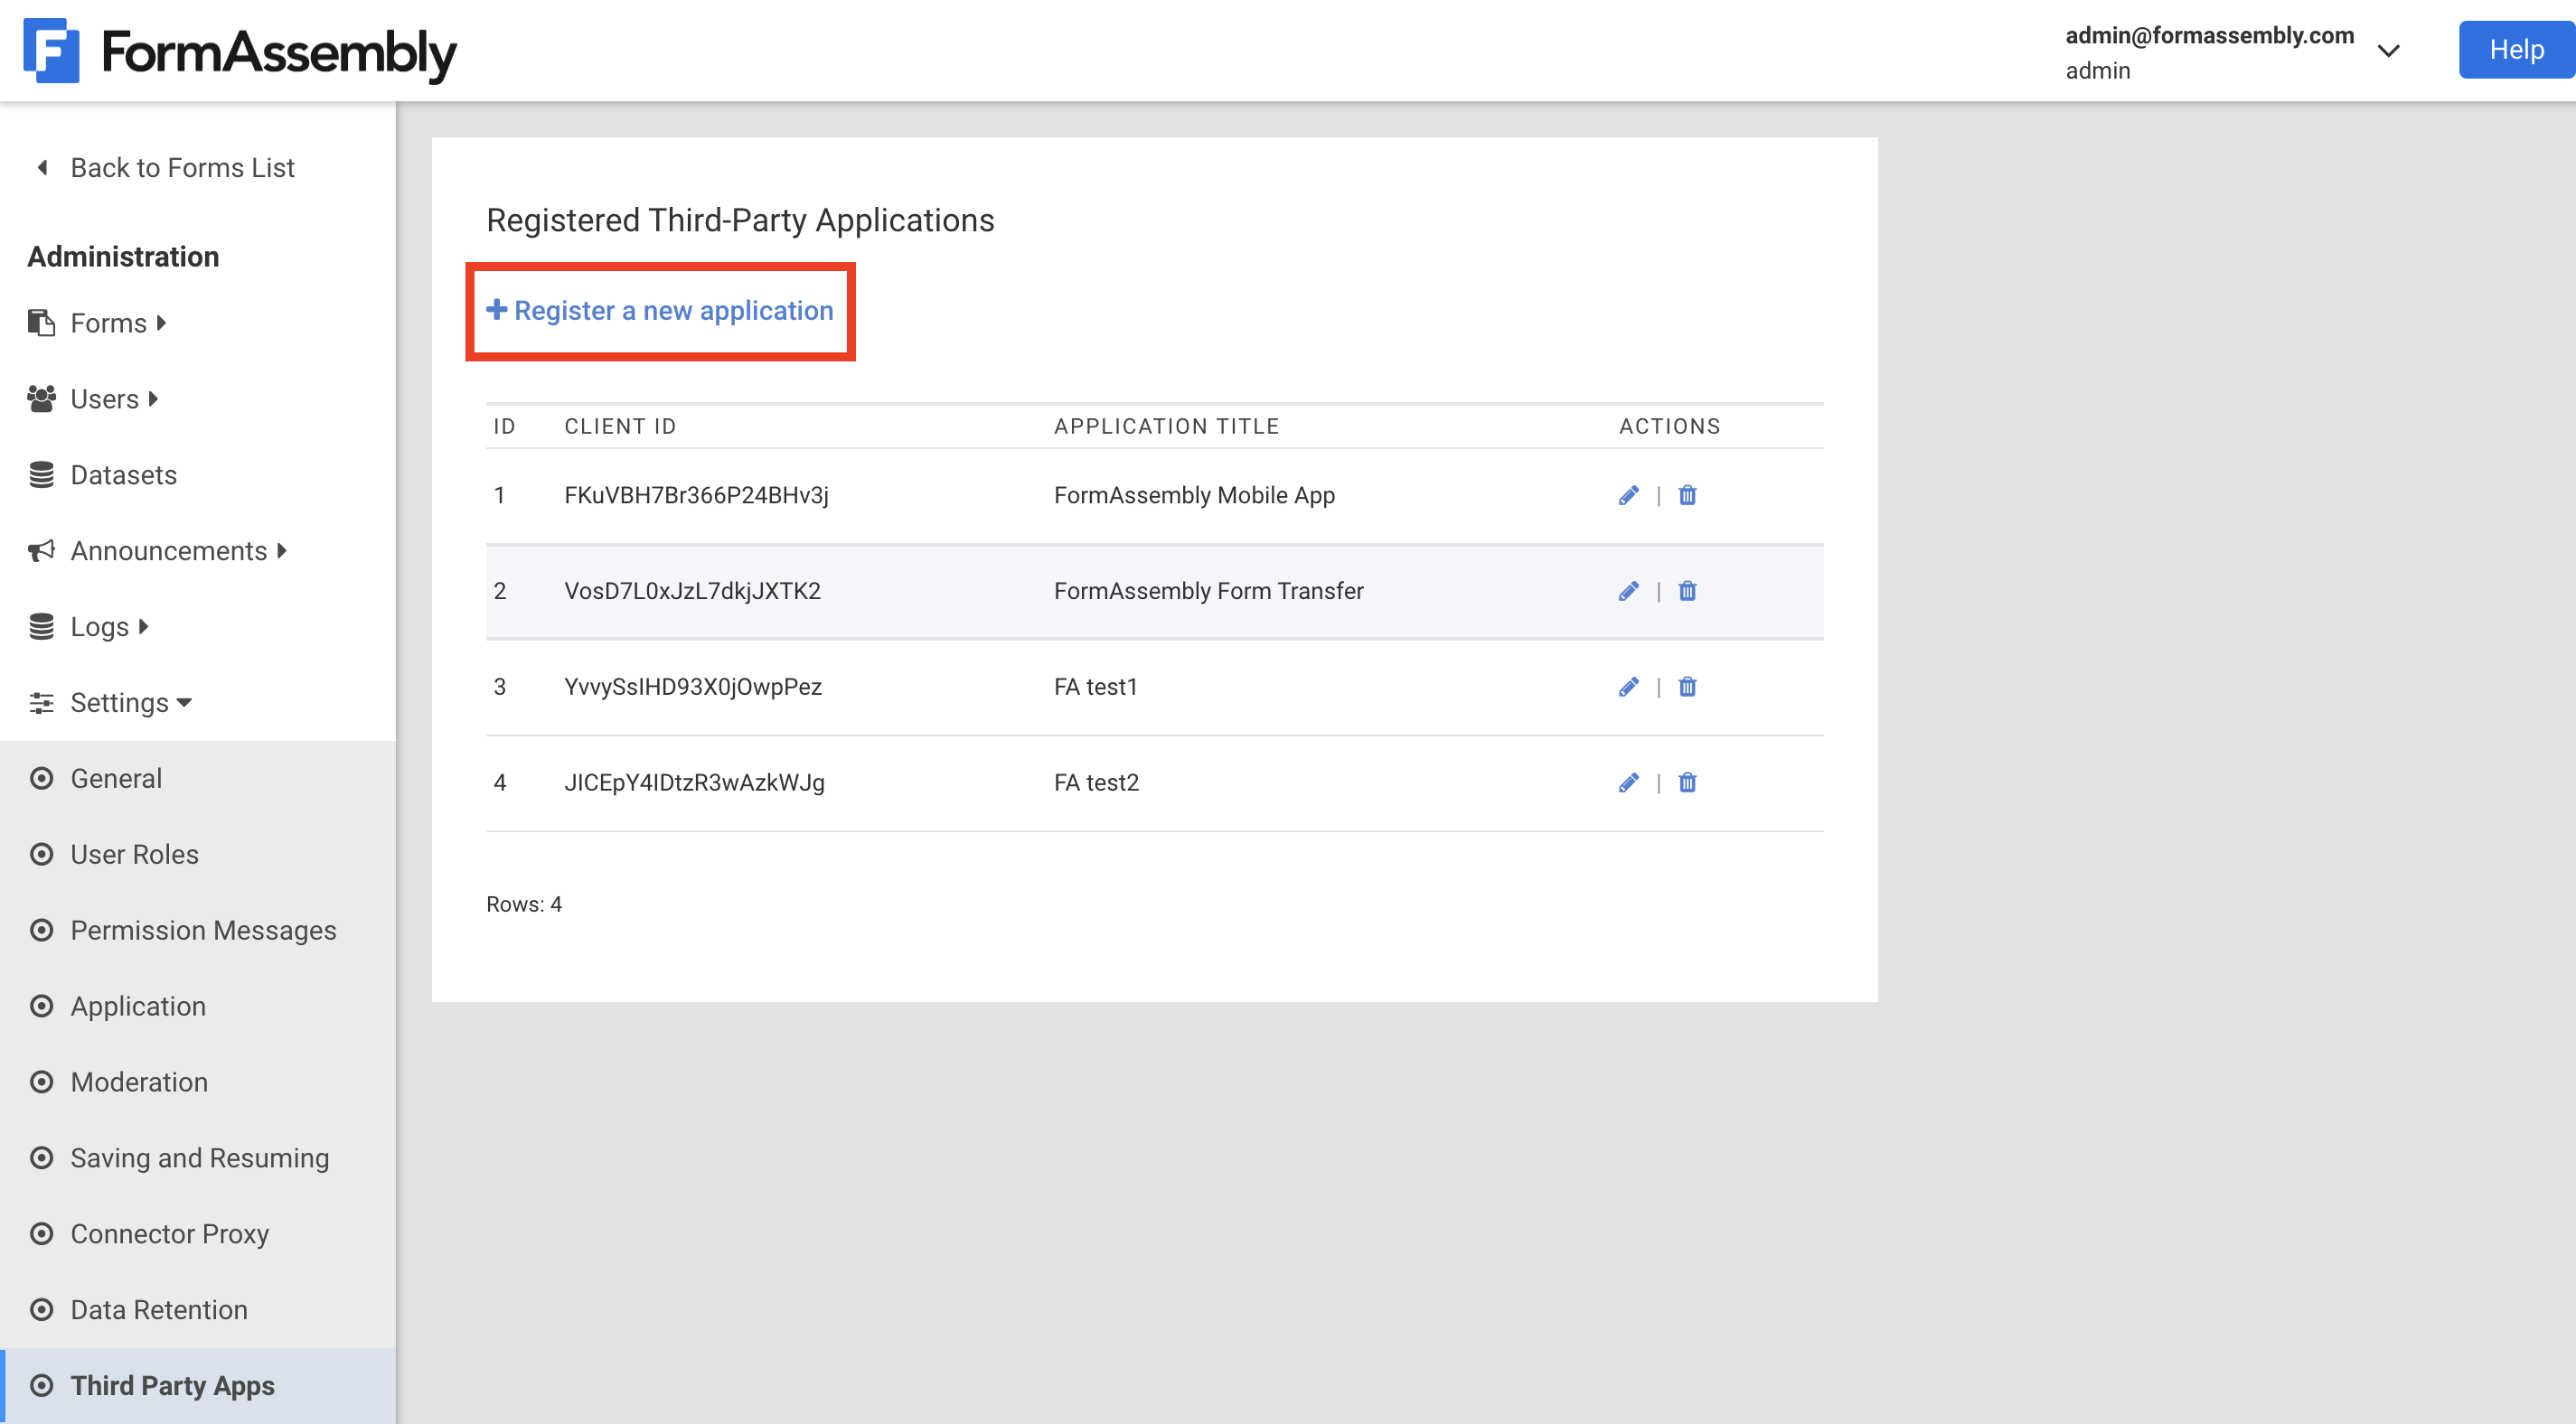 FormAssembly
admin@formassembly.com
admin
Help
Back to Forms List
Administration
Forms
Users
Datasets
Announcements
Logs
Settings
General
User Roles
Permission Messages
Application
Moderation
Saving and Resuming
Connector Proxy
Data Retention
Third Party Apps
Registered Third-Party Applications
+ Register a new application
ID CLIENT ID APPLICATION TITLE ACTIONS
1 FKuVBH7Br366P24BHv3j FormAssembly Mobile App |
2 VosD7L0xJzL7dkjJXTK2 FormAssembly Form Transfer |
3 YvvySsIHD93X0jOwpPez FA test1 |
4 JICEpY4IDtzR3wAzkWJg FA test2 |
Rows: 4